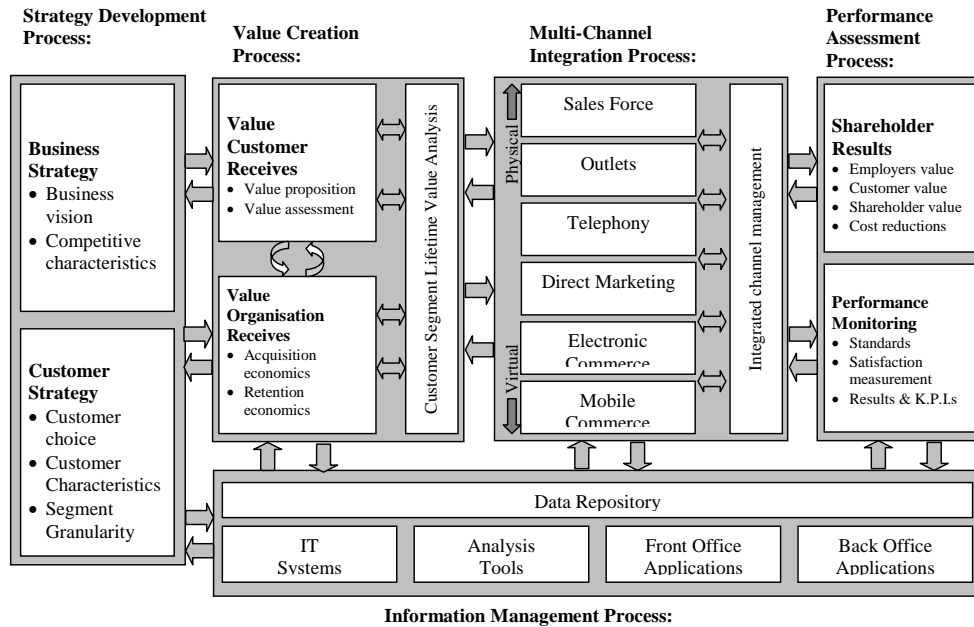 Strategy Development
Process:
Value Creation
Process:
Multi-Channel
Integration Process:
Performance
Assessment
Process:
Business
Strategy
• Business
vision
• Competitive
characteristics
Customer
Strategy
• Customer
choice
• Customer
Characteristics
• Segment
Granularity
Value
Customer
Receives
• Value proposition
• Value assessment
Value
Organisation
Receives
• Acquisition
economics
• Retention
economics
Customer Segment Lifetime Value Analysis
Physical
Virtual
Sales Force
Outlets
Telephony
Direct Marketing
Electronic
Commerce
Mobile
Commerce
Integrated channel management
Shareholder
Results
• Employers value
• Customer value
• Shareholder value
• Cost reductions
Performance
Monitoring
• Standards
• Satisfaction
measurement
• Results & K.P.I.s
Data Repository
IT
Systems
Analysis
Tools
Front Office
Applications
Back Office
Applications
Information Management Process: